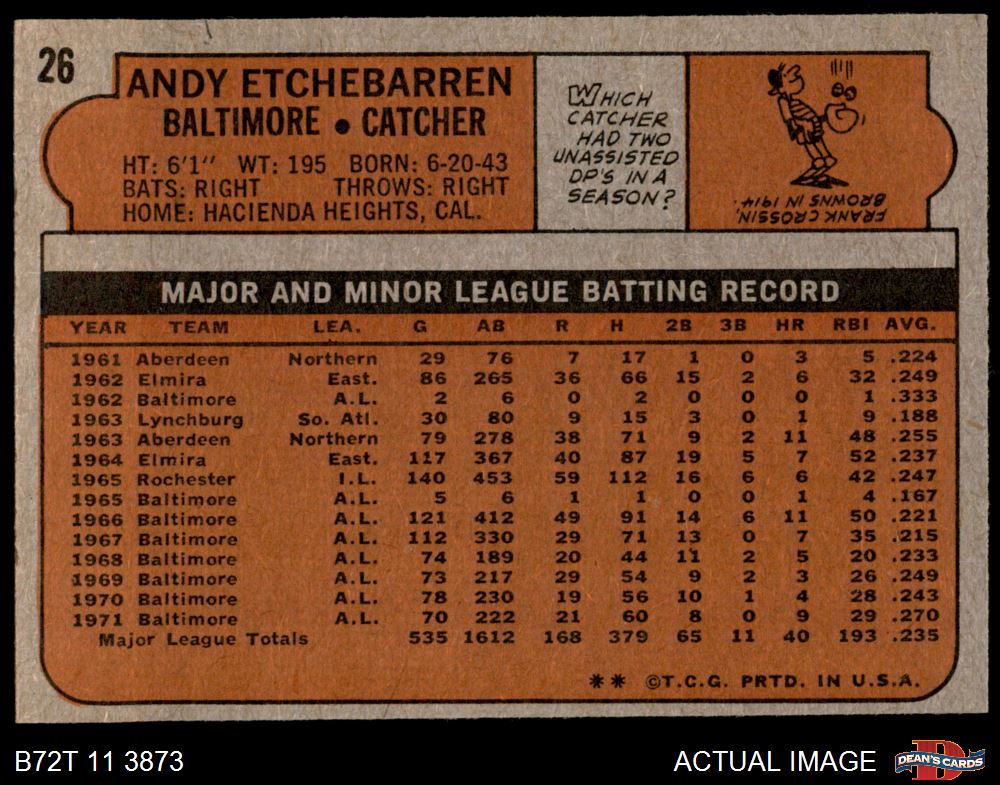 26
ANDY ETCHEBARREN
BALTIMORE • CATCHER
HT: 6'1" WT: 195 BORN: 6-20-43
BATS: RIGHT THROWS: RIGHT
HOME: HACIENDA HEIGHTS, CAL.
WHICH
CATCHER
HAD TWO
UNASSISTED
DP'S IN A
SEASON?
FRANK CROSSIN,
BROWNS IN 1914.
MAJOR AND MINOR LEAGUE BATTING RECORD
YEAR TEAM LEA. G AB R H 2B 3B HR RBI AVG.
1961 Aberdeen Northern 29 76 7 17 1 0 3 5 .224
1962 Elmira East. 86 265 36 66 15 2 6 32 .249
1962 Baltimore A.L. 2 6 0 2 0 0 0 1 .333
1963 Lynchburg So. Atl. 30 80 9 15 3 0 1 9 .188
1963 Aberdeen Northern 79 278 38 71 9 2 11 48 .255
1964 Elmira East. 117 367 40 87 19 5 7 52 .237
1965 Rochester I.L. 140 453 59 112 16 6 6 42 .247
1965 Baltimore A.L. 5 6 1 1 0 0 1 4 .167
1966 Baltimore A.L. 121 412 49 91 14 6 11 50 .221
1967 Baltimore A.L. 112 330 29 71 13 0 7 35 .215
1968 Baltimore A.L. 74 189 20 44 11 2 5 20 .233
1969 Baltimore A.L. 73 217 29 54 9 2 3 26 .249
1970 Baltimore A.L. 78 230 19 56 10 1 4 28 .243
1971 Baltimore A.L. 70 222 21 60 8 0 9 29 .270
Major League Totals 535 1612 168 379 65 11 40 193 .235
** ©T.C.G. PRTD. IN U.S.A.
B72T 11 3873
ACTUAL IMAGE
DEAN'S CARDS